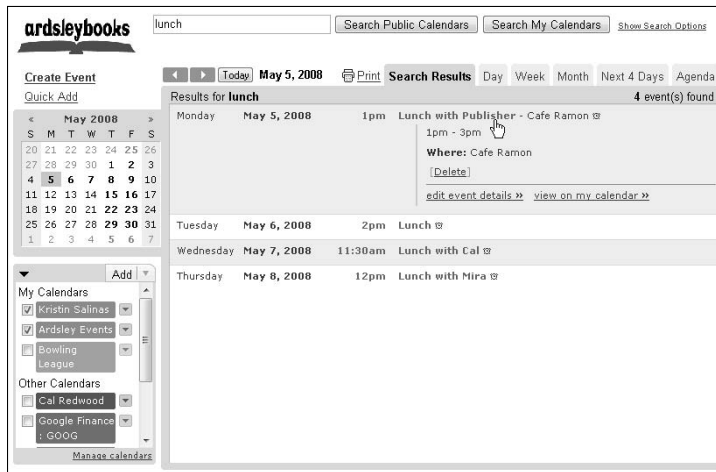 ardsleybooks
lunch
Search Public Calendars Search My Calendars Show Search Options
Create Event
Quick Add
Today May 5, 2008 Print Search Results Day Week Month Next 4 Days Agenda
Results for lunch 4 event(s) found
« May 2008 »
S M T W T F S
20 21 22 23 24 25 26
27 28 29 30 1 2 3
4 5 6 7 8 9 10
11 12 13 14 15 16 17
18 19 20 21 22 23 24
25 26 27 28 29 30 31
1 2 3 4 5 6 7
Monday May 5, 2008 1pm Lunch with Publisher - Cafe Ramon
1pm - 3pm
Where: Cafe Ramon
[Delete]
edit event details » view on my calendar »
Tuesday May 6, 2008 2pm Lunch
Wednesday May 7, 2008 11:30am Lunch with Cal
Thursday May 8, 2008 12pm Lunch with Mira
Add
My Calendars
Kristin Salinas
Ardsley Events
Bowling
League
Other Calendars
Cal Redwood
Google Finance
: GOOG
Manage calendars